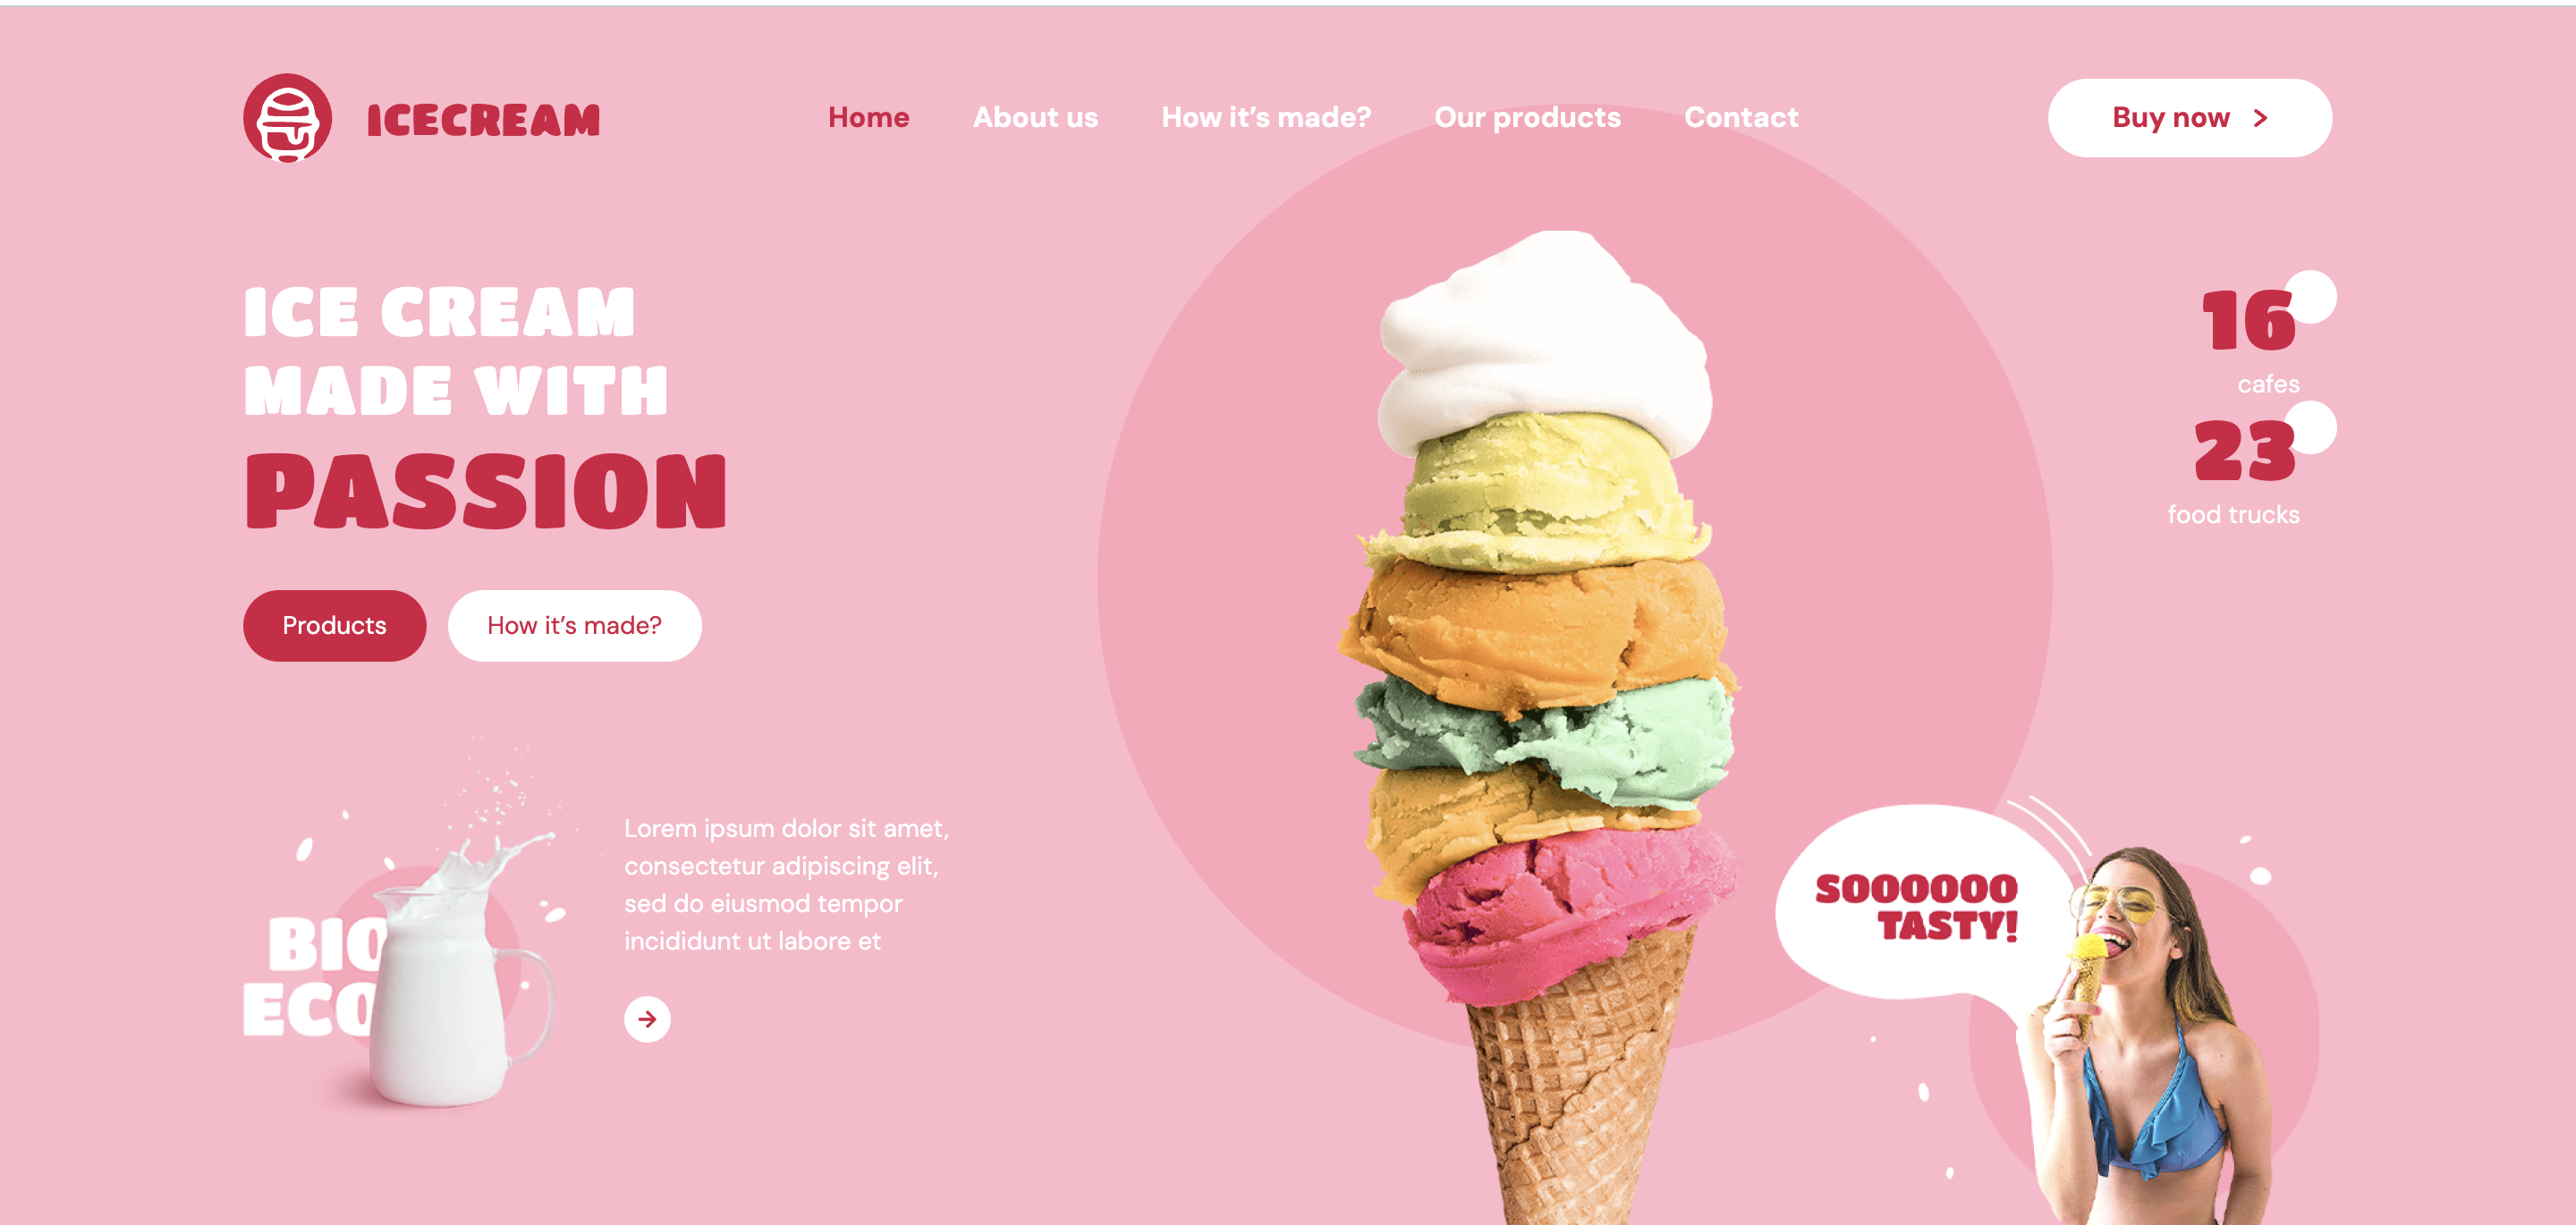 ICECREAM
Home
About us
How it’s made?
Our products
Contact
Buy now
ICE CREAM
MADE WITH
PASSION
Products
How it’s made?
16
cafes
23
food trucks
BIO
ECO
Lorem ipsum dolor sit amet,
consectetur adipiscing elit,
sed do eiusmod tempor
incididunt ut labore et
SOOOOOO
TASTY!